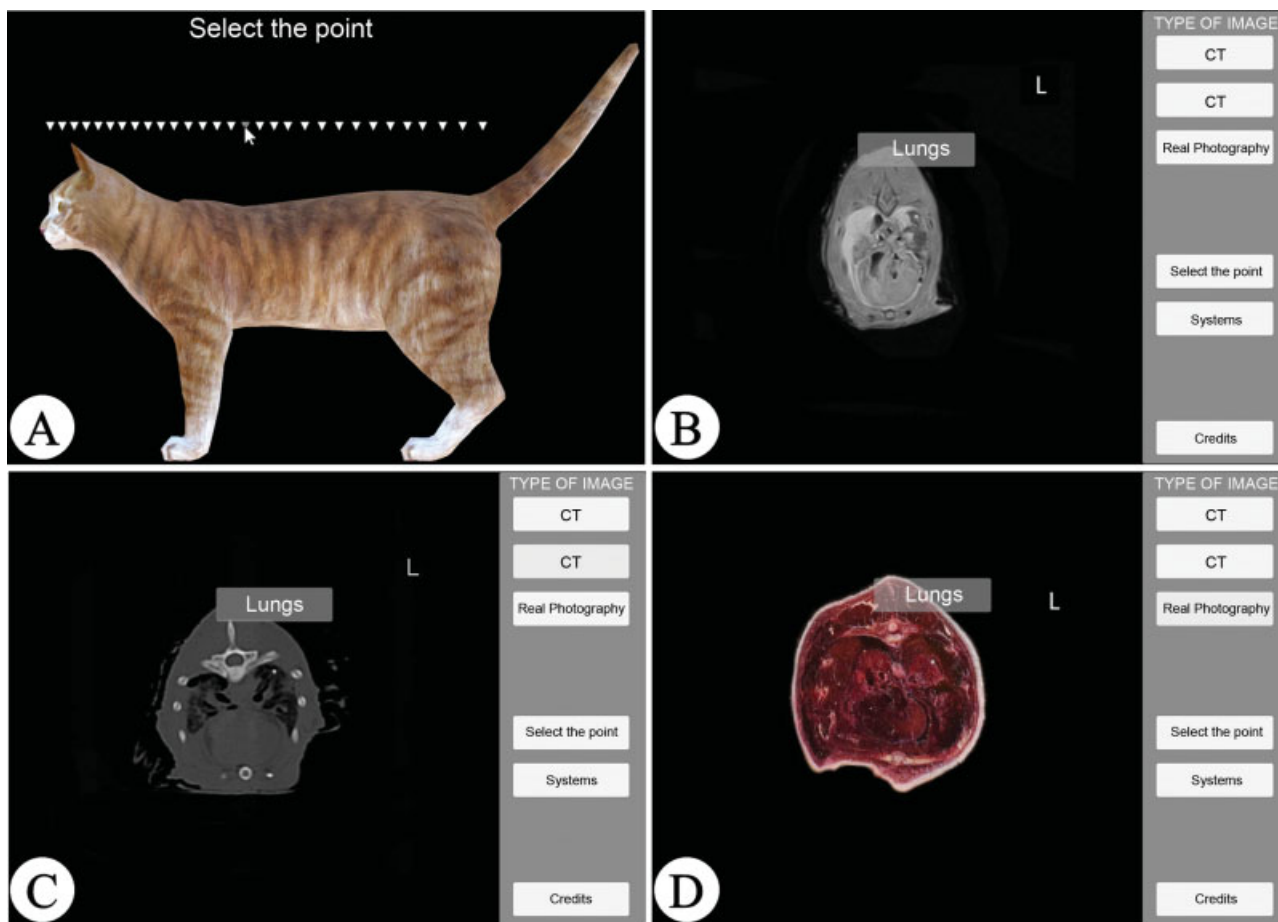 Select the point
A
TYPE OF IMAGE
CT
CT
Real Photography
Select the point
Systems
Credits
L
Lungs
B
TYPE OF IMAGE
CT
CT
Real Photography
Select the point
Systems
Credits
L
Lungs
C
TYPE OF IMAGE
CT
CT
Real Photography
Select the point
Systems
Credits
Lungs
L
D